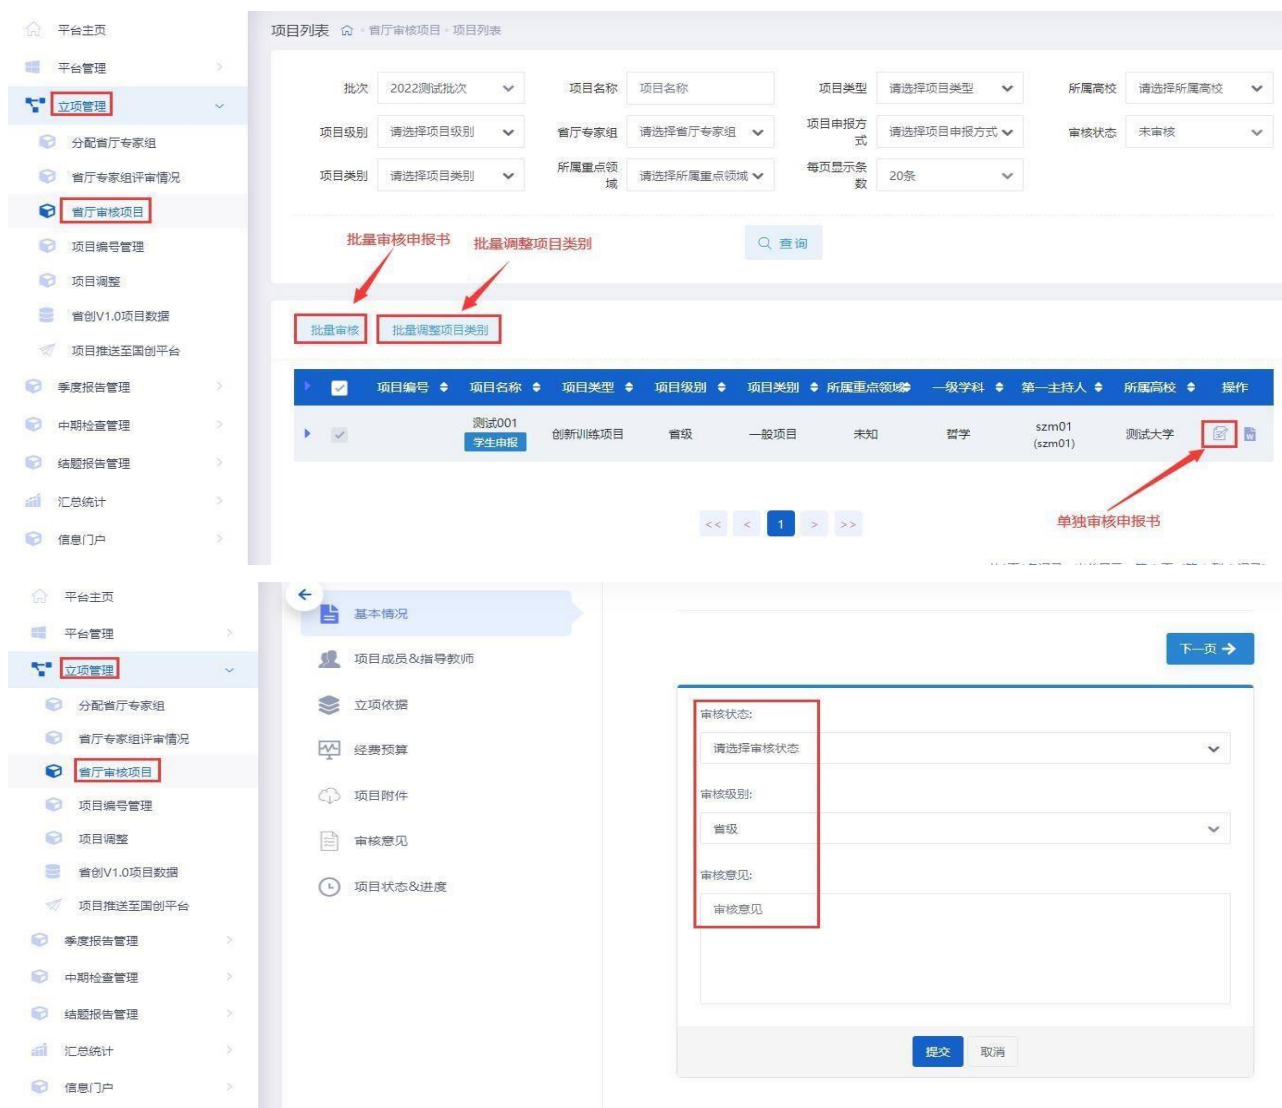 平台主页
平台管理
立项管理
分配省厅专家组
省厅专家组评审情况
省厅审核项目
项目编号管理
项目调整
省创V1.0项目数据
项目推送至国创平台
季度报告管理
中期检查管理
结题报告管理
汇总统计
信息门户
项目列表 省厅审核项目 - 项目列表
批次 2022测试批次 项目名称 项目名称 项目类型 请选择项目类型 所属高校 请选择所属高校
项目级别 请选择项目级别 省厅专家组 请选择省厅专家组 项目申报方式 请选择项目申报方式 审核状态 未审核
项目类别 请选择项目类别 所属重点领域 请选择所属重点领域 每页显示条数 20条
批量审核申报书 批量调整项目类别 查询
批量审核 批量调整项目类别
项目编号 项目名称 项目类型 项目级别 项目类别 所属重点领域 一级学科 第一主持人 所属高校 操作
测试001 学生申报 创新训练项目 省级 一般项目 未知 哲学 szm01 (szm01) 测试大学
<< < 1 > >>
单独审核申报书
平台主页
平台管理
立项管理
分配省厅专家组
省厅专家组评审情况
省厅审核项目
项目编号管理
项目调整
省创V1.0项目数据
项目推送至国创平台
季度报告管理
中期检查管理
结题报告管理
汇总统计
信息门户
基本情况
项目成员&指导教师
立项依据
经费预算
项目附件
审核意见
项目状态&进度
下一页
审核状态:
请选择审核状态
审核级别:
省级
审核意见:
审核意见
提交 取消